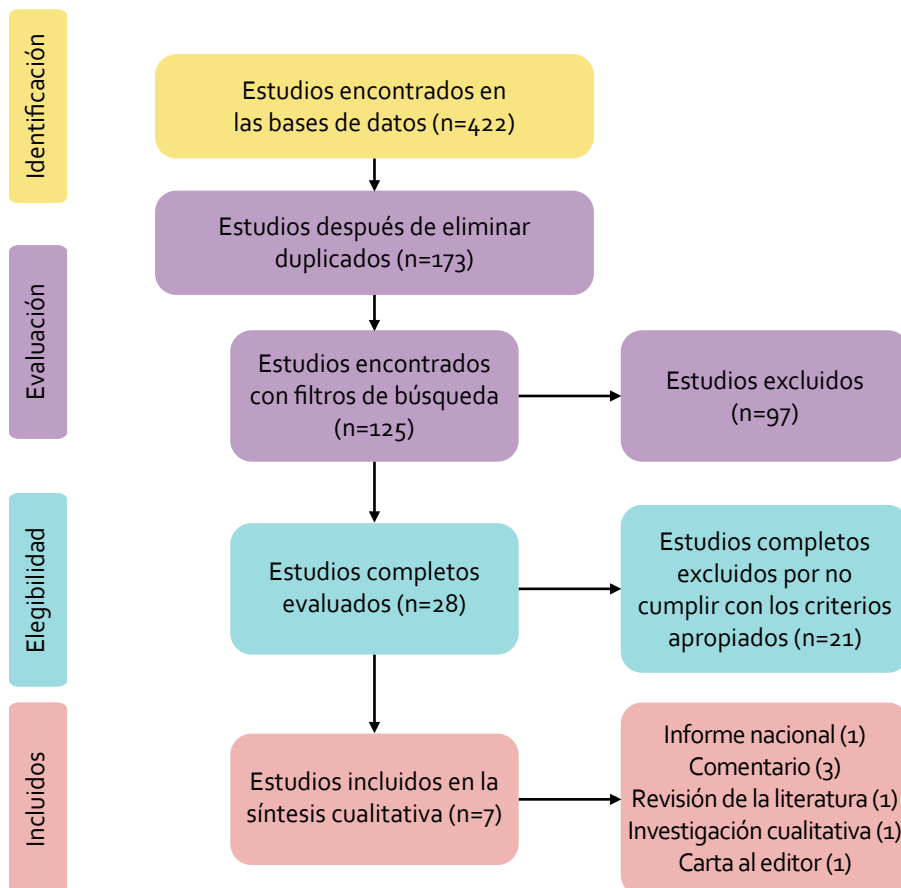 Identificación
Estudios encontrados en
las bases de datos (n=422)
Estudios después de eliminar
duplicados (n=173)
Evaluación
Estudios encontrados
con filtros de búsqueda
(n=125)
Estudios excluidos
(n=97)
Elegibilidad
Estudios completos
evaluados (n=28)
Estudios completos
excluidos por no
cumplir con los criterios
apropiados (n=21)
Incluidos
Estudios incluidos en la
síntesis cualitativa (n=7)
Informe nacional (1)
Comentario (3)
Revisión de la literatura (1)
Investigación cualitativa (1)
Carta al editor (1)